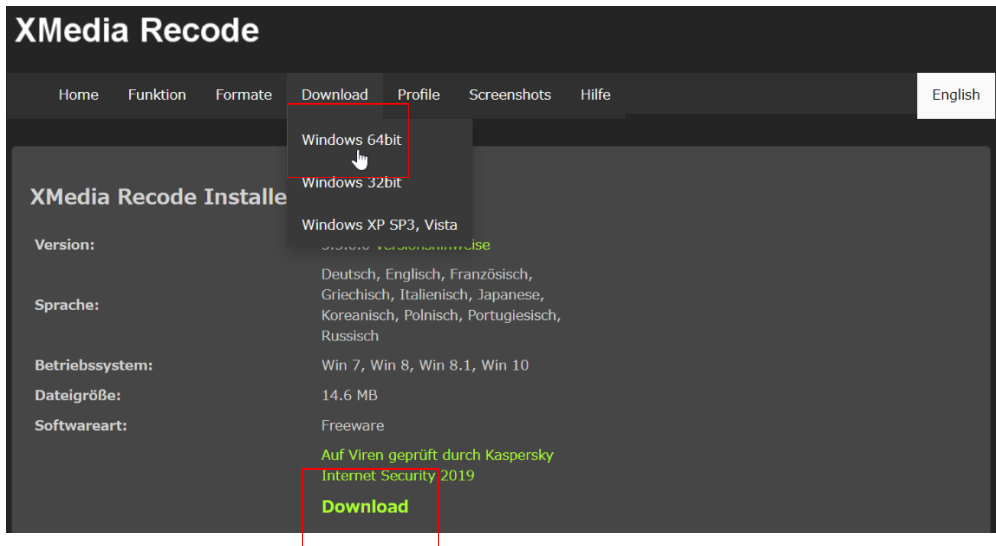 XMedia Recode
Home Funktion Formate Download Profile Screenshots Hilfe English
Windows 64bit
Windows 32bit
Windows XP SP3, Vista
XMedia Recode Installe
Version: Versionshinweise
Sprache: Deutsch, Englisch, Französisch,
Griechisch, Italienisch, Japanese,
Koreanisch, Polnisch, Portugiesisch,
Russisch
Betriebssystem: Win 7, Win 8, Win 8.1, Win 10
Dateigröße: 14.6 MB
Softwareart: Freeware
Auf Viren geprüft durch Kaspersky
Internet Security 2019
Download